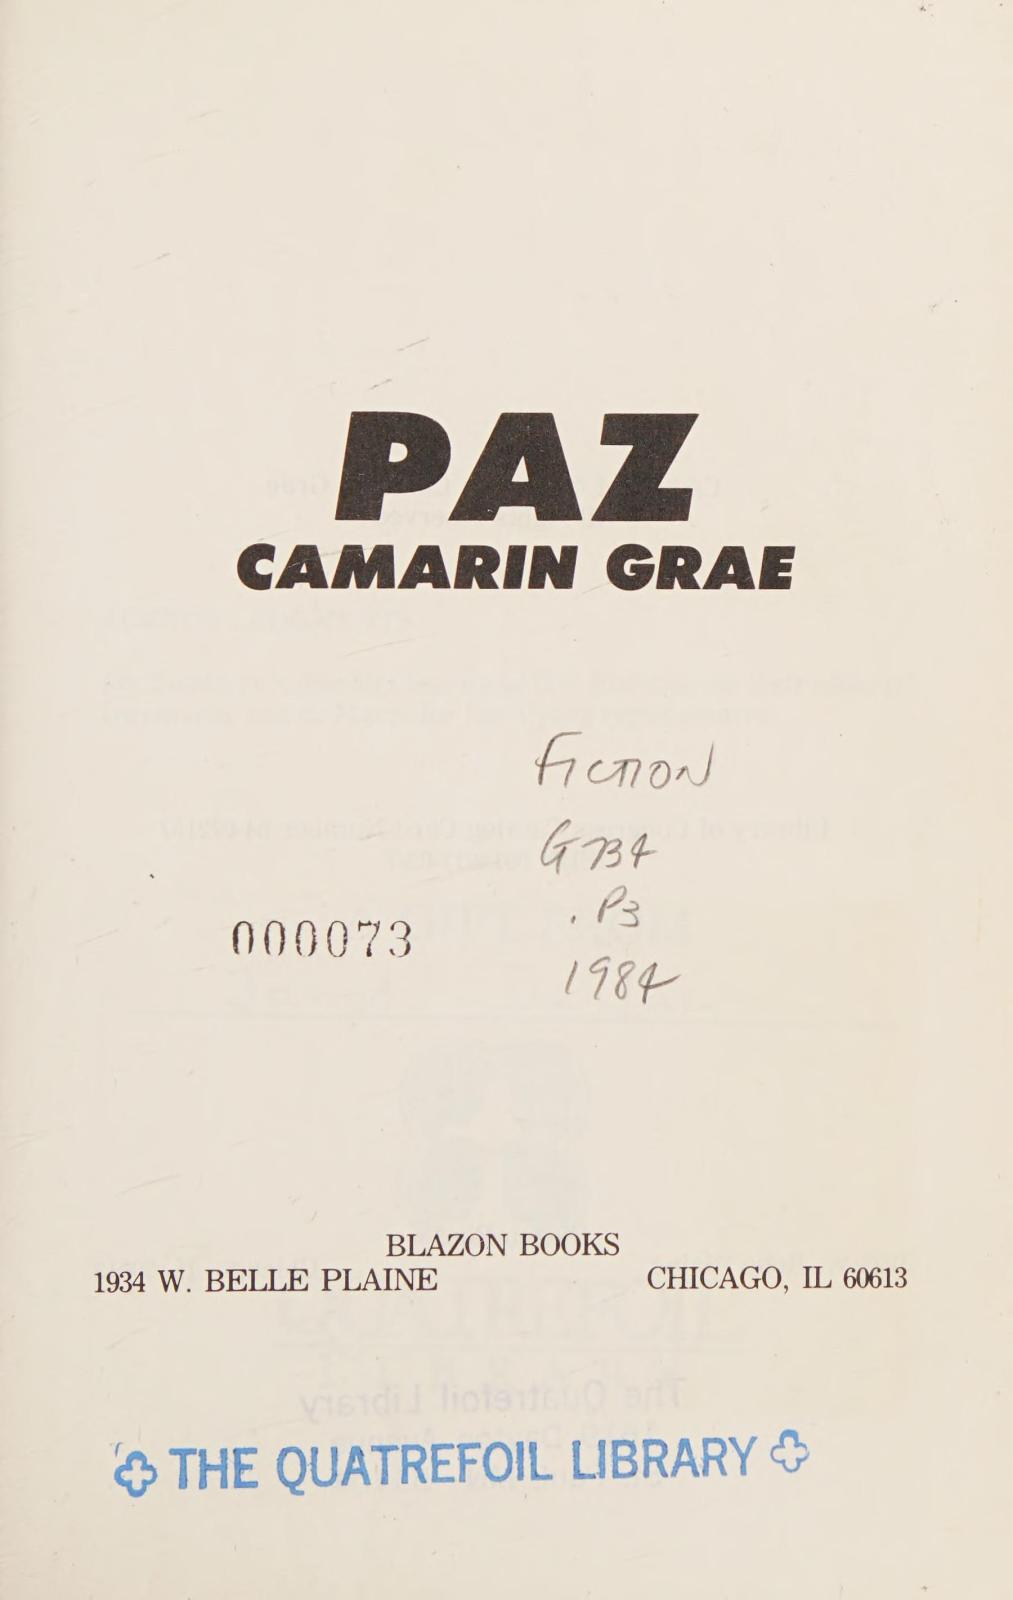 PAZ
CAMARIN GRAE
Fiction
G734
.P3
1984
000073
BLAZON BOOKS
1934 W. BELLE PLAINE CHICAGO, IL 60613
THE QUATREFOIL LIBRARY